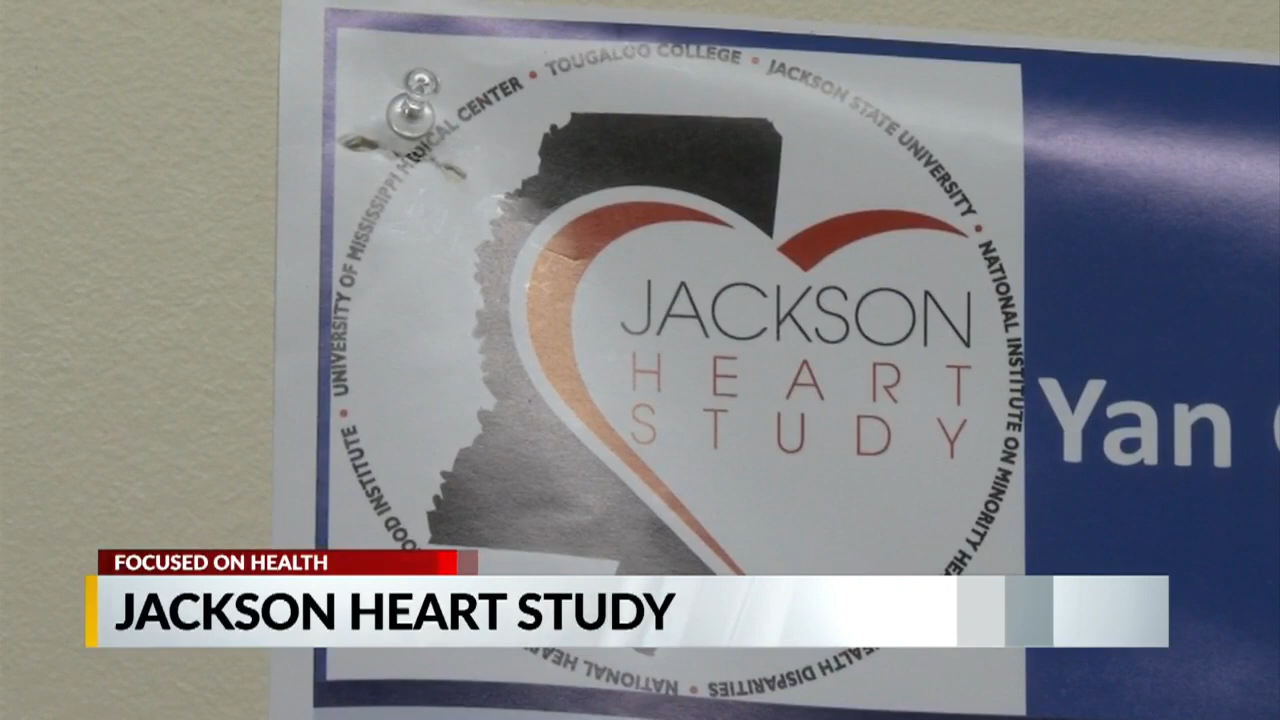 UNIVERSITY OF MISSISSIPPI MEDICAL CENTER • TOUGALOO COLLEGE • JACKSON STATE UNIVERSITY • NATIONAL INSTITUTE ON MINORITY
HEALTH DISPARITIES • NATIONAL
INSTITUTE •
JACKSON
HEART
STUDY
Yan
FOCUSED ON HEALTH
JACKSON HEART STUDY